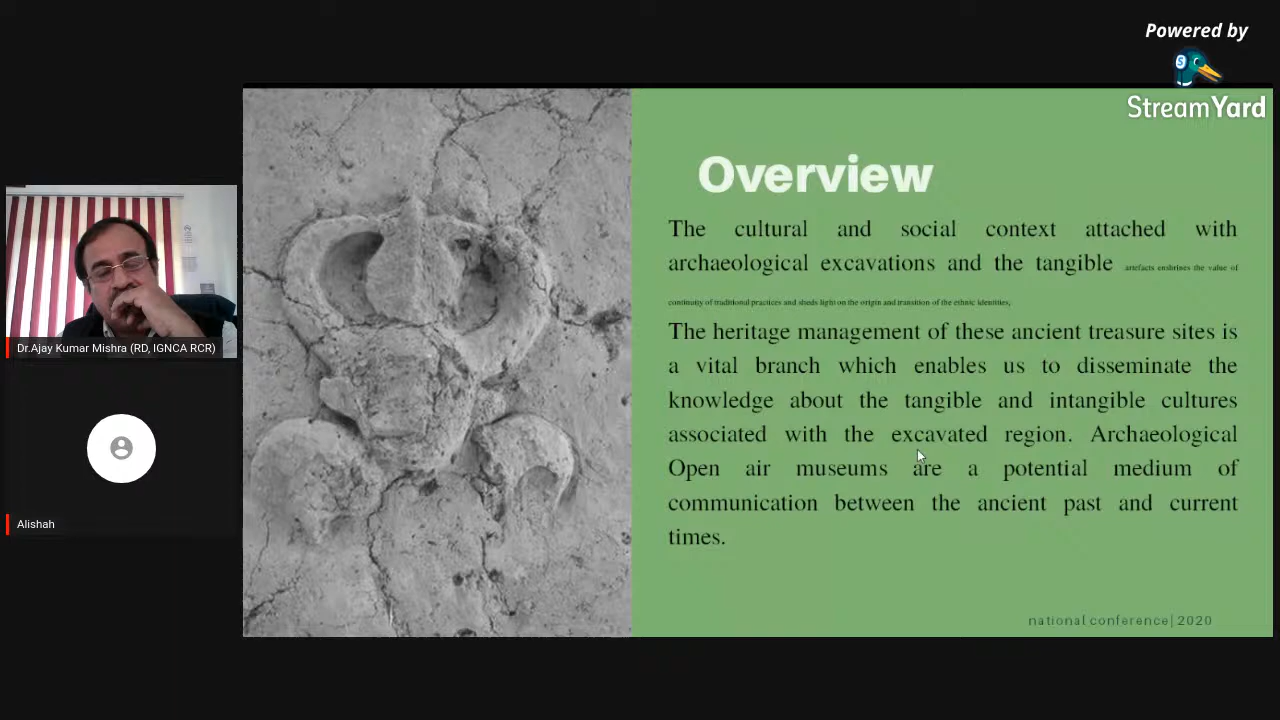 Powered by
StreamYard
Overview
The cultural and social context attached with
archaeological excavations and the tangible artefacts enshrines the value of
continuity of traditional practices and sheds light on the origin and transition of the ethnic identities,
The heritage management of these ancient treasure sites is
a vital branch which enables us to disseminate the
knowledge about the tangible and intangible cultures
associated with the excavated region. Archaeological
Open air museums are a potential medium of
communication between the ancient past and current
times.
national conference| 2020
Dr.Ajay Kumar Mishra (RD, IGNCA RCR)
Alishah